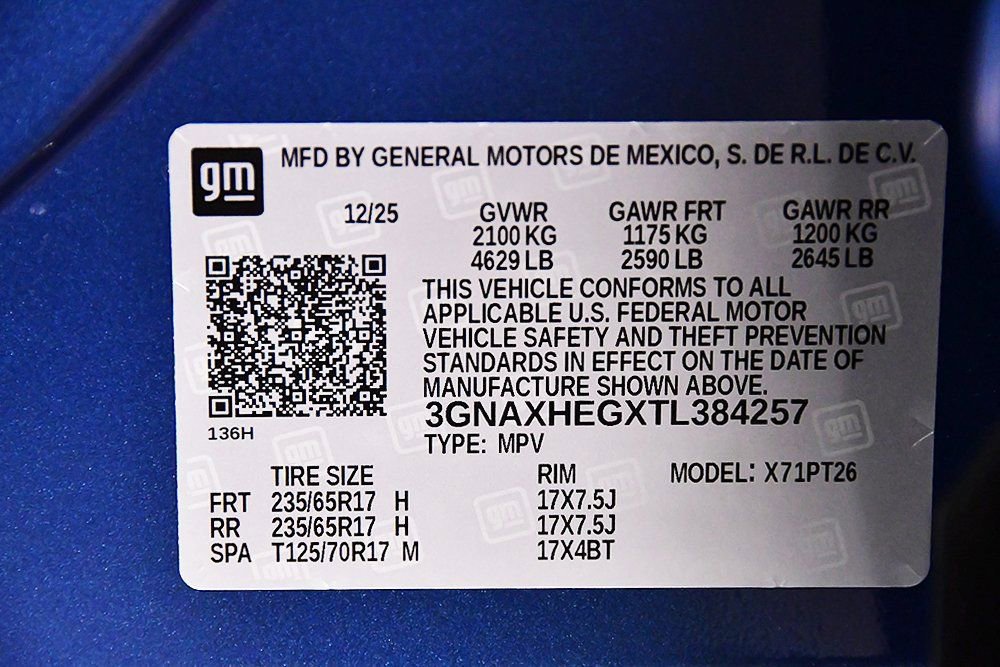 gm MFD BY GENERAL MOTORS DE MEXICO, S. DE R.L. DE C.V.
12/25 GVWR GAWR FRT GAWR RR
2100 KG 1175 KG 1200 KG
4629 LB 2590 LB 2645 LB
THIS VEHICLE CONFORMS TO ALL
APPLICABLE U.S. FEDERAL MOTOR
VEHICLE SAFETY AND THEFT PREVENTION
STANDARDS IN EFFECT ON THE DATE OF
MANUFACTURE SHOWN ABOVE.
3GNAXHEGXTL384257
136H
TYPE: MPV
TIRE SIZE RIM MODEL: X71PT26
FRT 235/65R17 H 17X7.5J
RR 235/65R17 H 17X7.5J
SPA T125/70R17 M 17X4BT